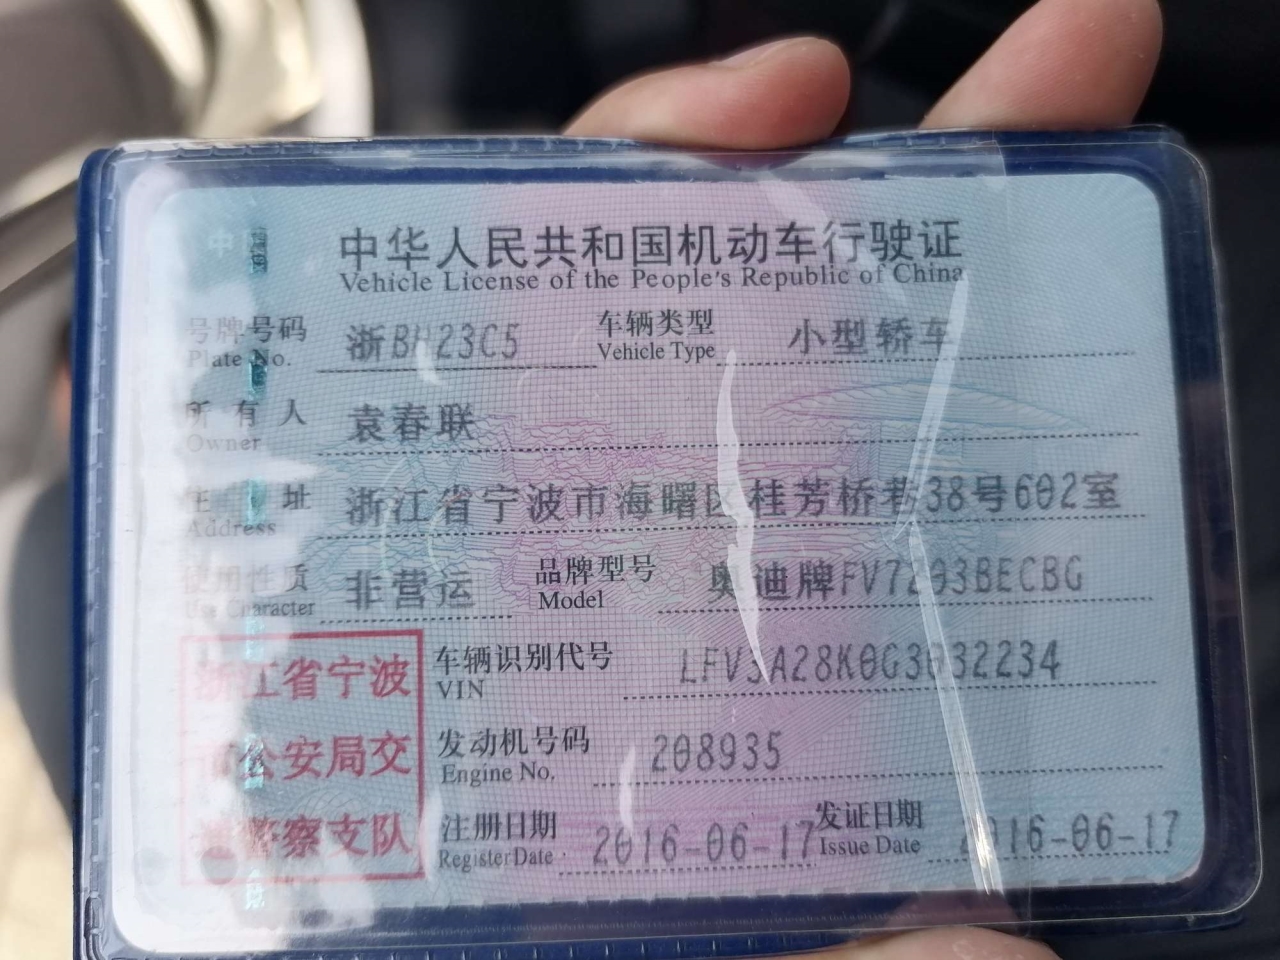 中华人民共和国机动车行驶证
Vehicle License of the People's Republic of China
号牌号码 浙BH23C5 车辆类型 小型轿车
Plate No. Vehicle Type
所有人 袁春联
Owner
住址 浙江省宁波市海曙区桂芳桥巷38号602室
Address
使用性质 非营运 品牌型号 奥迪牌FV7203BECBG
Use Character Model
浙江省宁波 车辆识别代号 LFV3A28K0G3032234
VIN
市公安局交 发动机号码 208935
Engine No.
通警察支队 注册日期 2016-06-17 发证日期 2016-06-17
Register Date Issue Date